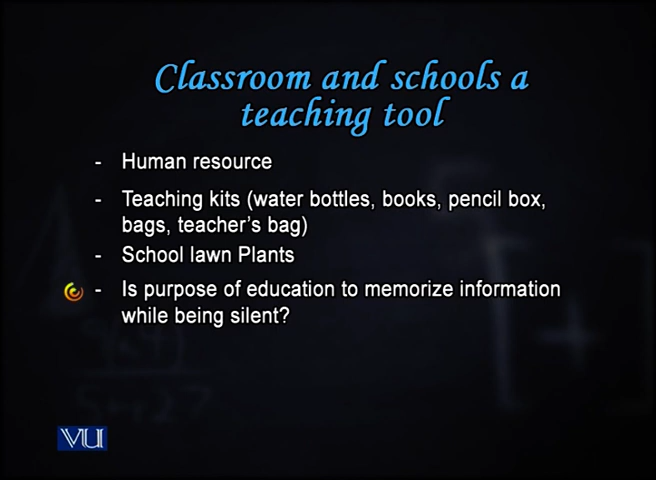 Classroom and schools a
teaching tool
- Human resource
- Teaching kits (water bottles, books, pencil box,
bags, teacher's bag)
- School lawn Plants
- Is purpose of education to memorize information
while being silent?
VU